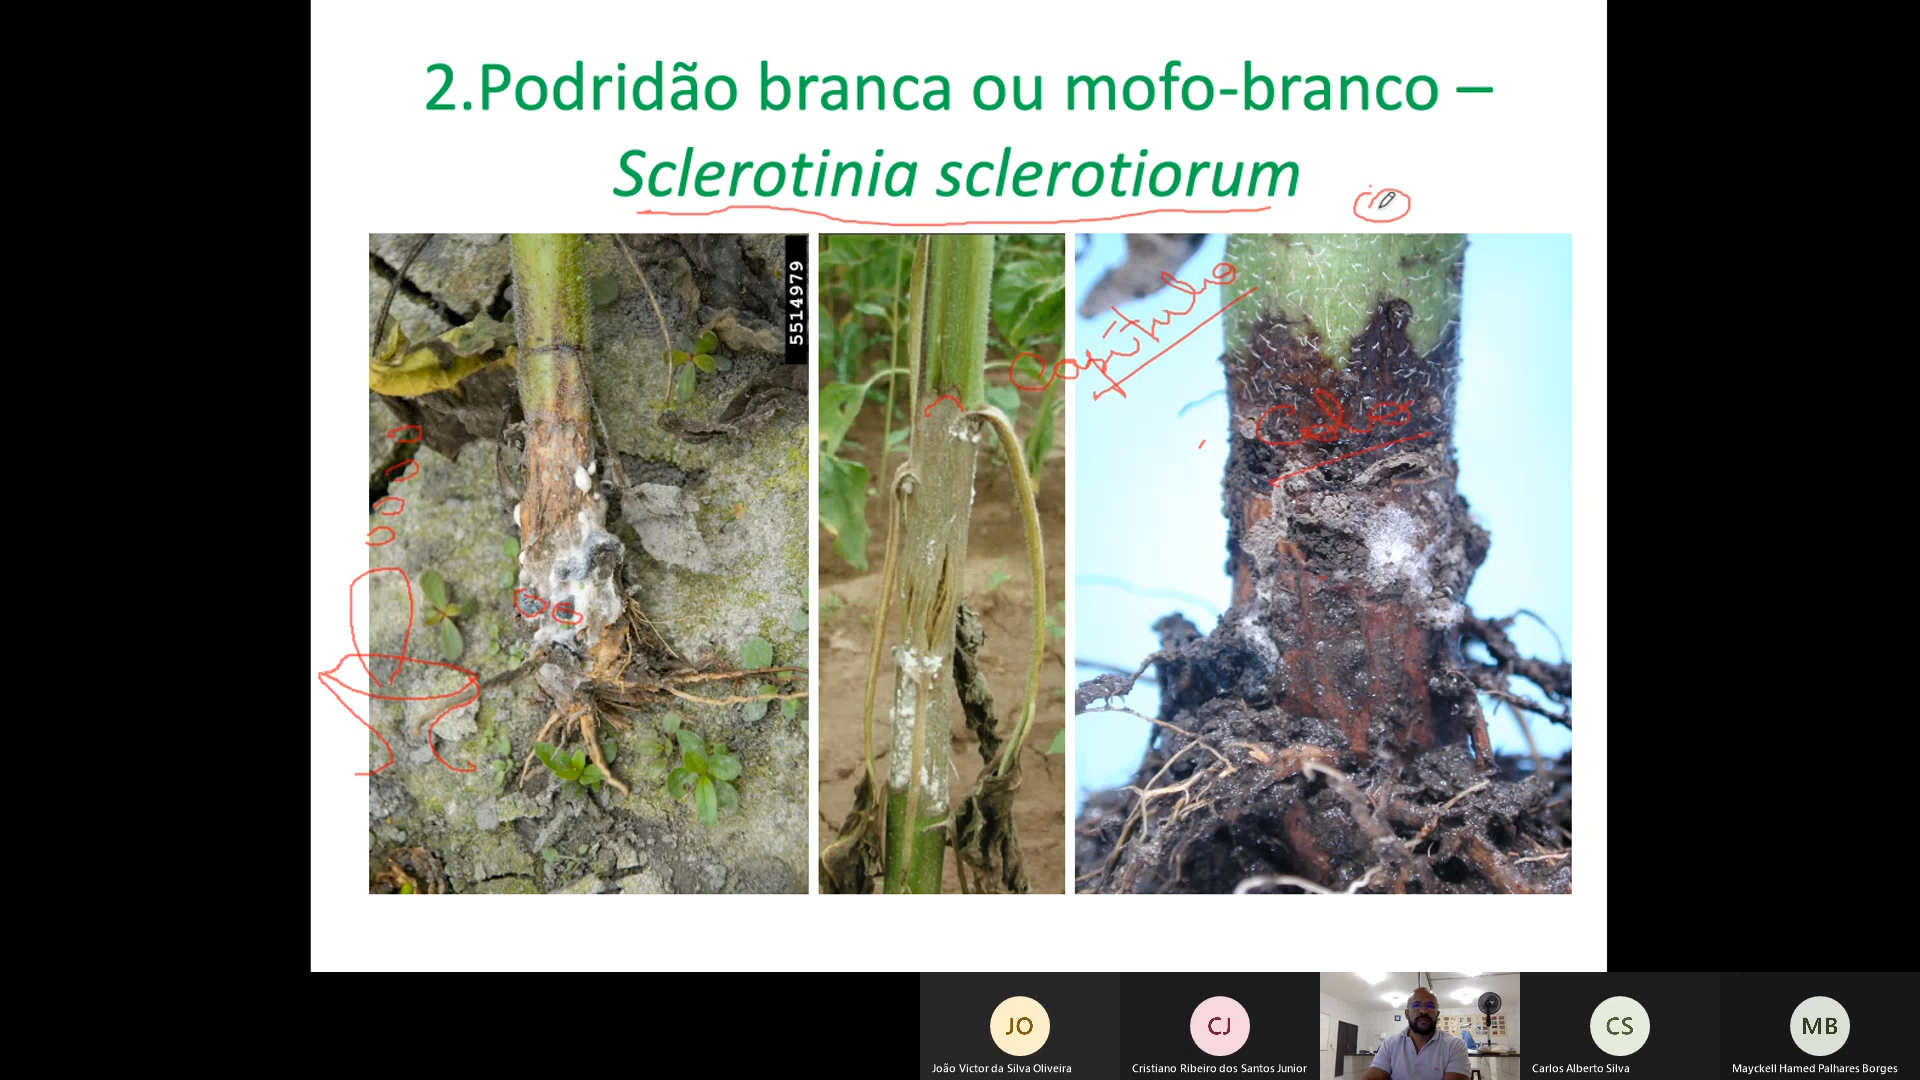 2.Podridão branca ou mofo-branco –
Sclerotinia sclerotiorum
5514979
Capítulo
Colo
JO
CJ
CS
MB
João Victor da Silva Oliveira
Cristiano Ribeiro dos Santos Junior
Carlos Alberto Silva
Mayckell Hamed Palhares Borges